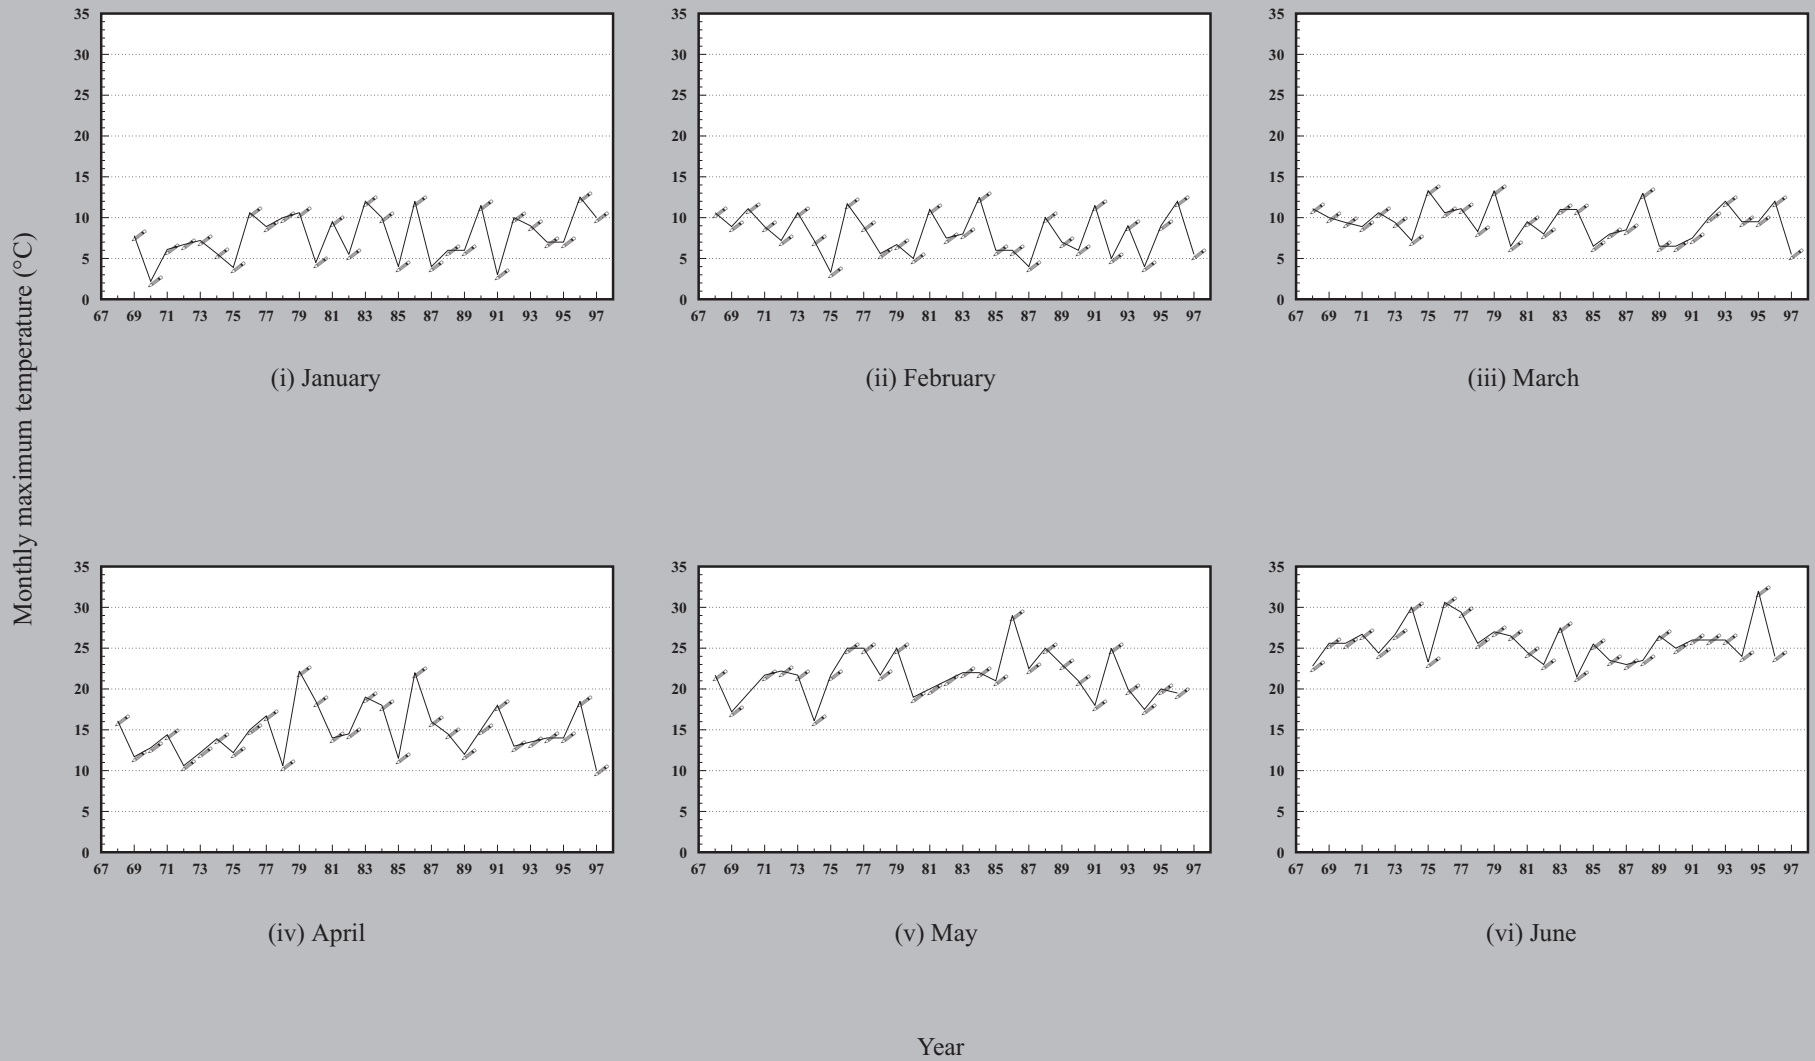 35 35 35
30 30 30
25 25 25
20 20 20
15 15 15
10 10 10
5 5 5
0 0 0
67 69 71 73 75 77 79 81 83 85 87 89 91 93 95 97 67 69 71 73 75 77 79 81 83 85 87 89 91 93 95 97 67 69 71 73 75 77 79 81 83 85 87 89 91 93 95 97
(i) January (ii) February (iii) March
Monthly maximum temperature (°C)
35 35 35
30 30 30
25 25 25
20 20 20
15 15 15
10 10 10
5 5 5
0 0 0
67 69 71 73 75 77 79 81 83 85 87 89 91 93 95 97 67 69 71 73 75 77 79 81 83 85 87 89 91 93 95 97 67 69 71 73 75 77 79 81 83 85 87 89 91 93 95 97
(iv) April (v) May (vi) June
Year